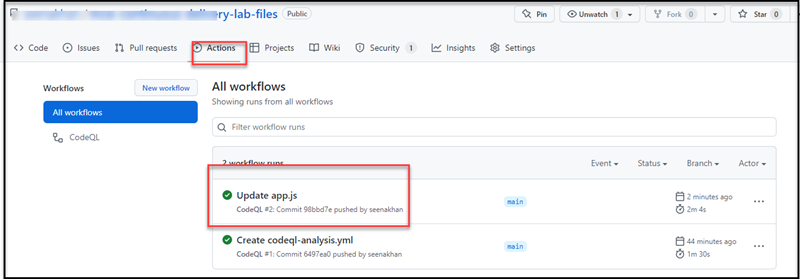 -delivery-lab-files Public
Pin Unwatch 1 Fork 0 Star 0
Code Issues Pull requests Actions Projects Wiki Security 1 Insights Settings
Workflows New workflow
All workflows
CodeQL
All workflows
Showing runs from all workflows
Filter workflow runs
2 workflow runs Event Status Branch Actor
Update app.js
CodeQL #2: Commit 98bbd7e pushed by seenakhan
main
2 minutes ago
2m 4s
Create codeql-analysis.yml
CodeQL #1: Commit 6497ea0 pushed by seenakhan
main
44 minutes ago
1m 30s